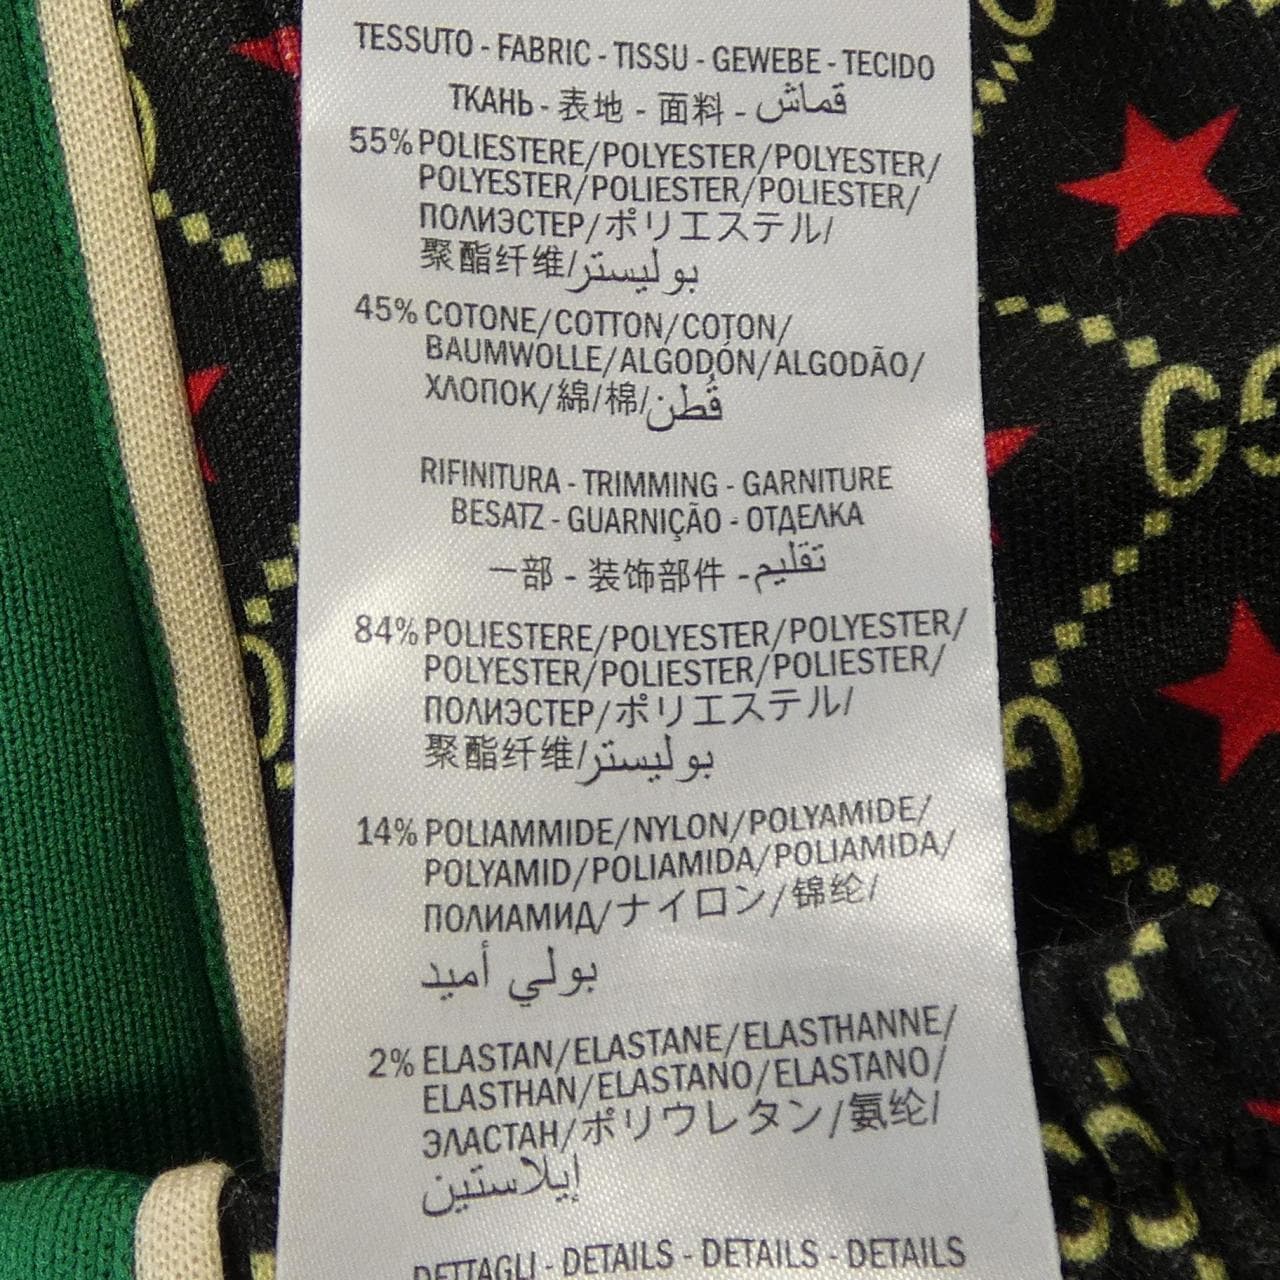 TESSUTO - FABRIC - TISSU - GEWEBE - TECIDO
ТКАНЬ - 表地 - 面料 - قماش
55% POLIESTERE/POLYESTER/POLYESTER/
POLYESTER/POLIESTER/POLIESTER/
ПОЛИЭСТЕР/ポリエステル/
聚酯纤维/بوليستر
45% COTONE/COTTON/COTON/
BAUMWOLLE/ALGODÓN/ALGODÃO/
ХЛОПОК/綿/棉/قُطن
RIFINITURA - TRIMMING - GARNITURE
BESATZ - GUARNIÇÃO - ОТДЕЛКА
一部 - 装饰部件 - تقليم
84% POLIESTERE/POLYESTER/POLYESTER/
POLYESTER/POLIESTER/POLIESTER/
ПОЛИЭСТЕР/ポリエステル/
聚酯纤维/بوليستر
14% POLIAMMIDE/NYLON/POLYAMIDE/
POLYAMID/POLIAMIDA/POLIAMIDA/
ПОЛИАМИД/ナイロン/锦纶/
بولي أميد
2% ELASTAN/ELASTANE/ELASTHANNE/
ELASTHAN/ELASTANO/ELASTANO/
ЭЛАСТАН/ポリウレタン/氨纶/
إيلاستين
DETTAGLI - DETAILS - DETAILS - DETAILS